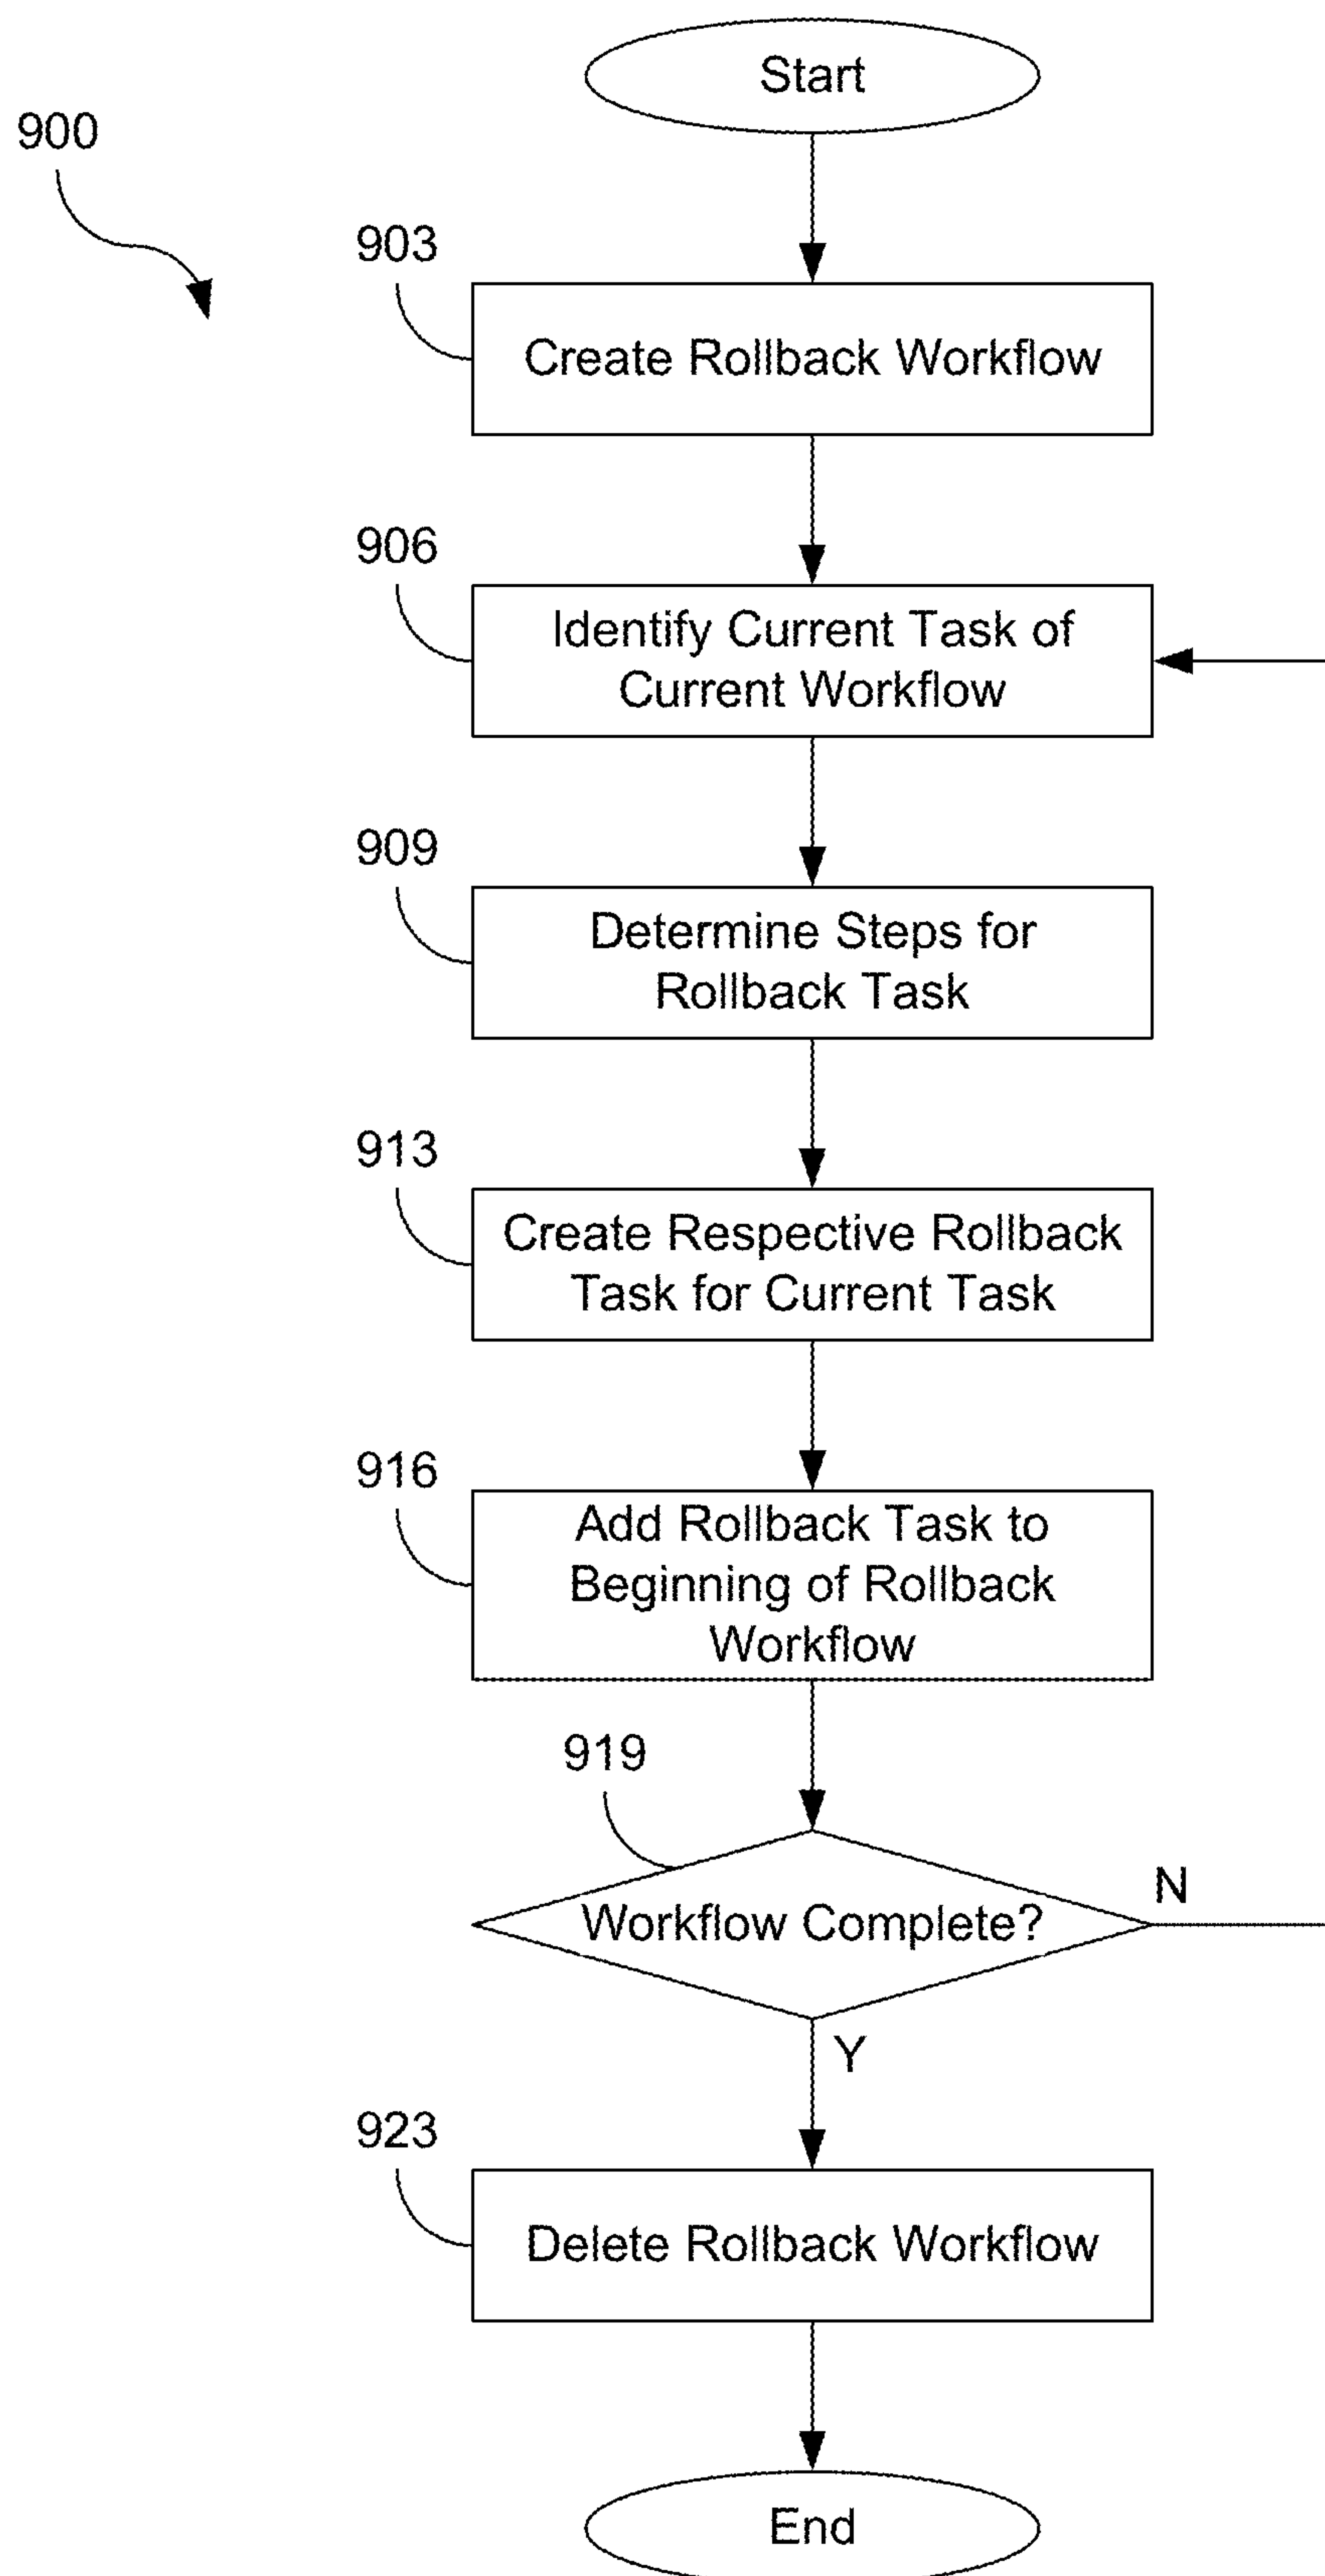 Start
900
903
Create Rollback Workflow
906
Identify Current Task of
Current Workflow
909
Determine Steps for
Rollback Task
913
Create Respective Rollback
Task for Current Task
916
Add Rollback Task to
Beginning of Rollback
Workflow
919
Workflow Complete?
N
Y
923
Delete Rollback Workflow
End